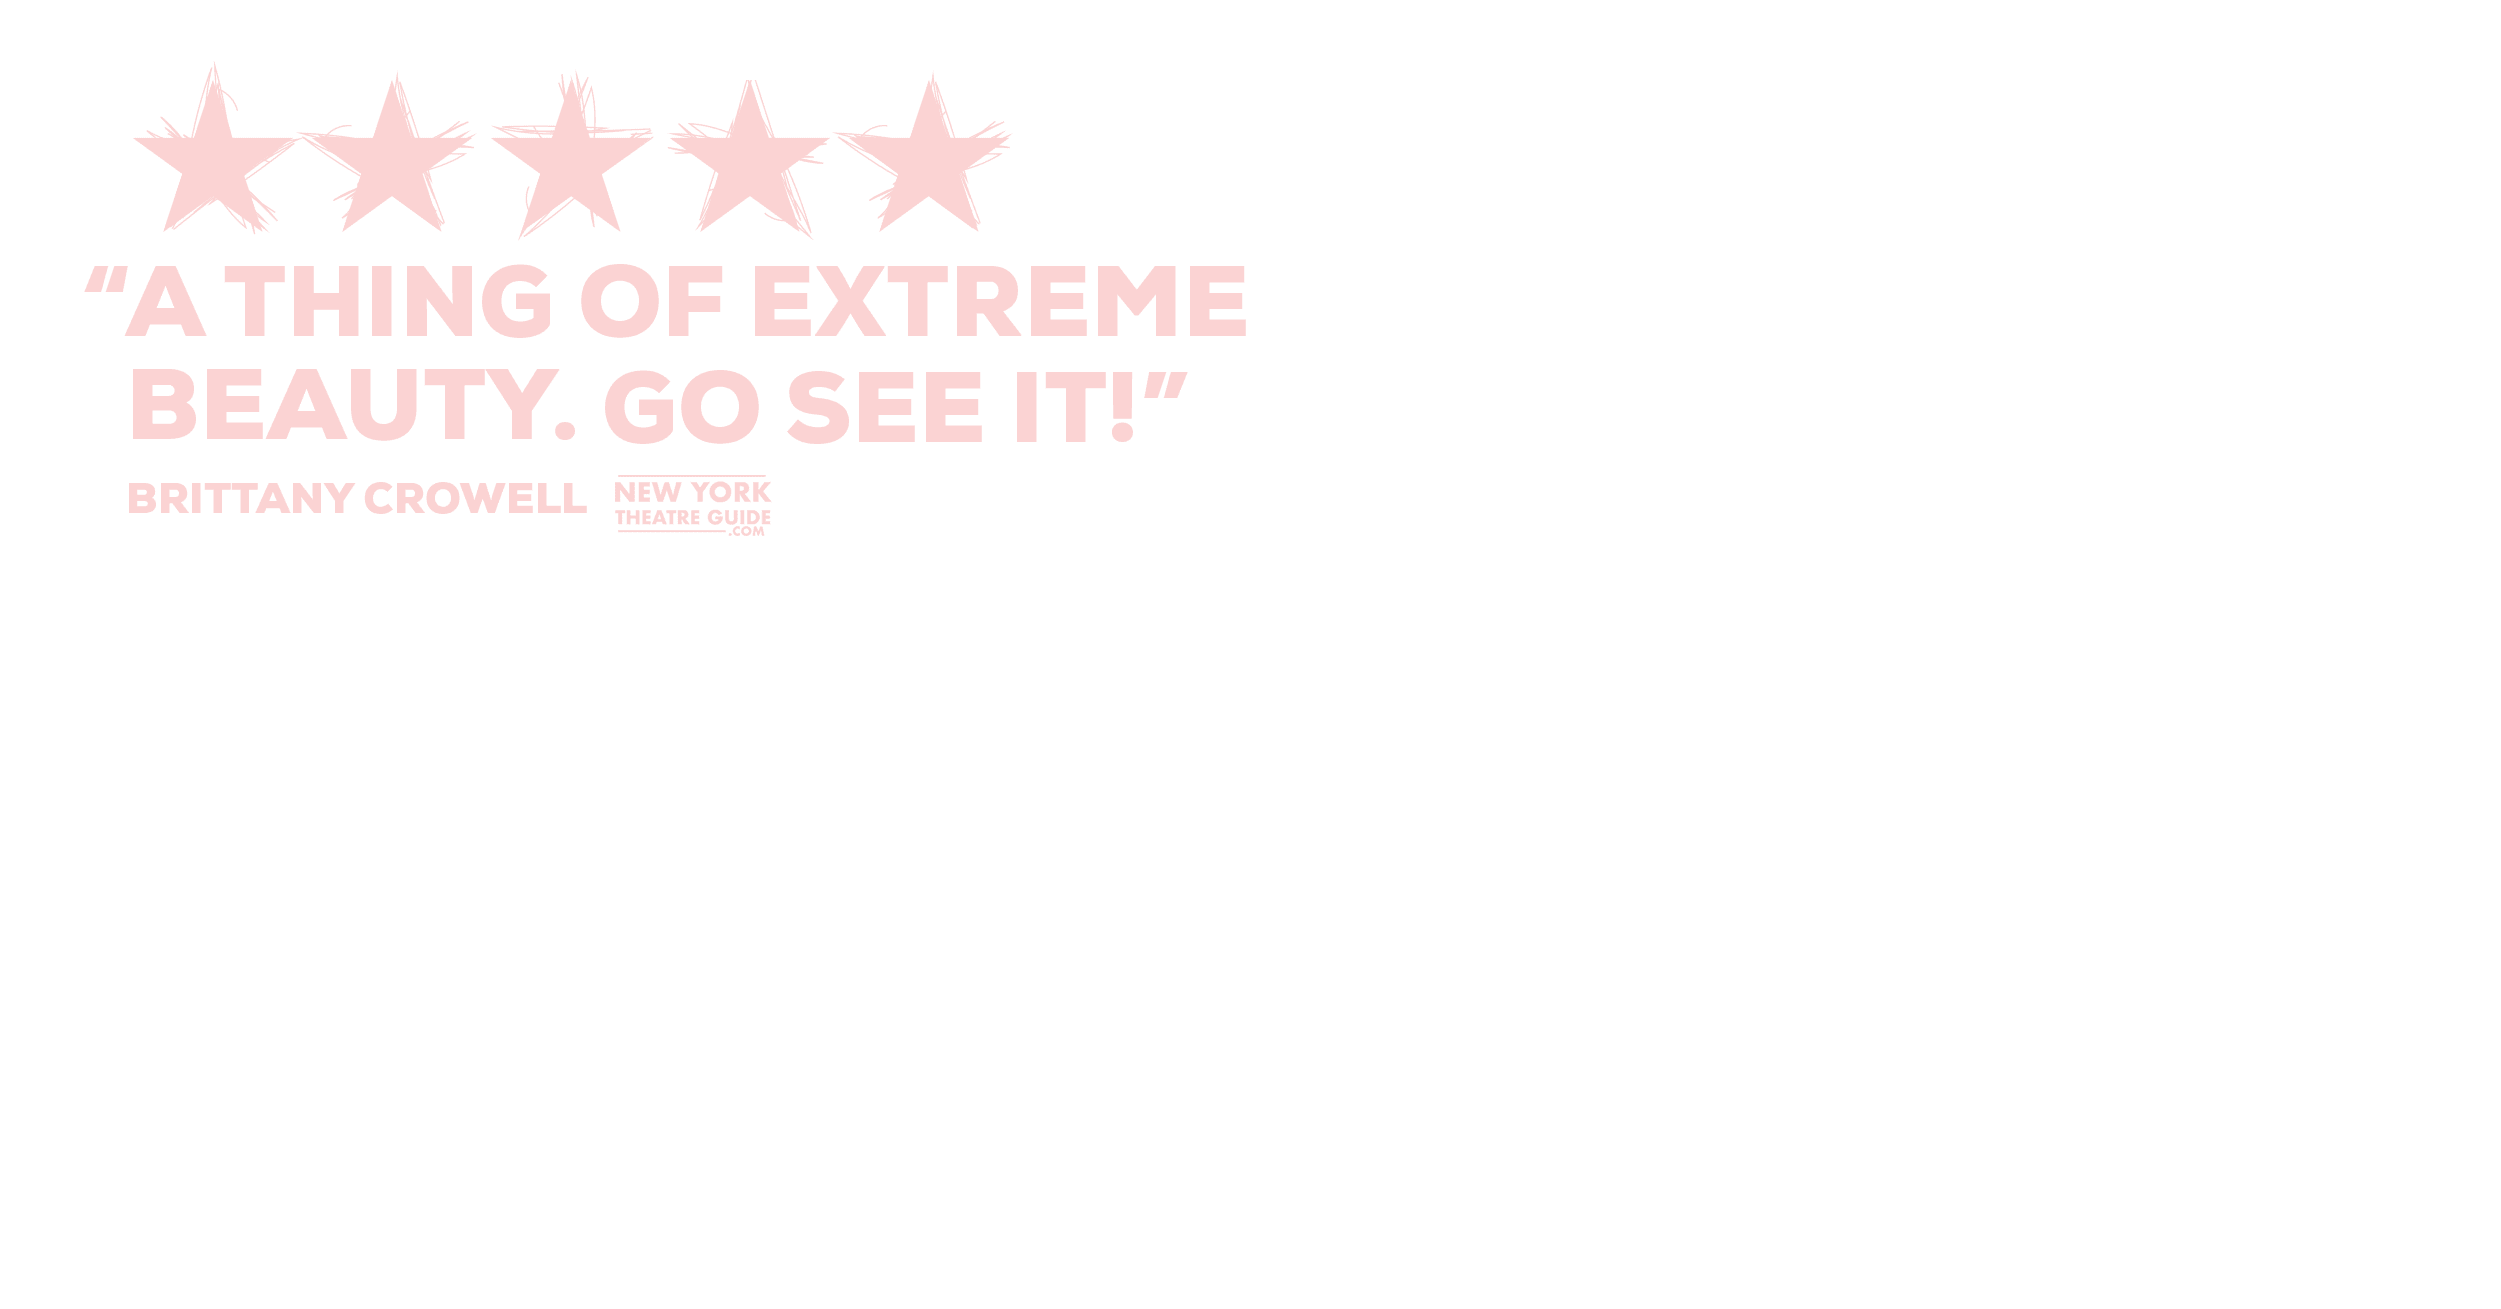 “A THING OF EXTREME
BEAUTY. GO SEE IT!”
BRITTANY CROWELL
NEW YORK
THEATRE GUIDE
.COM